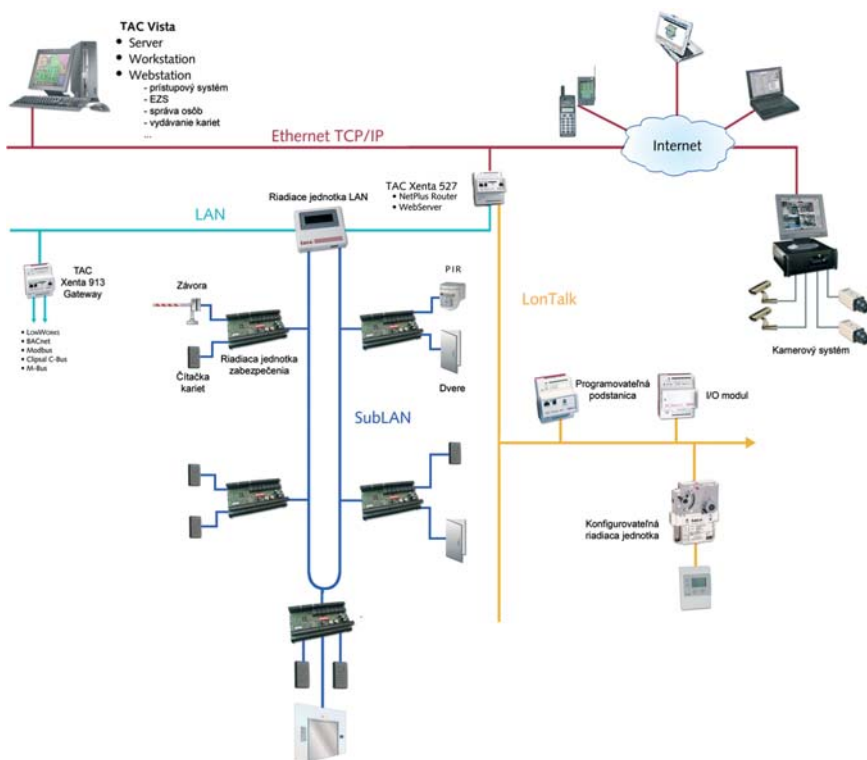 TAC Vista
• Server
• Workstation
• Webstation
- prístupový systém
- EZS
- správa osôb
- vydávanie kariet
...
Ethernet TCP/IP
Internet
TAC Xenta 527
• NetPlus Router
• WebServer
Riadiace jednotka LAN
LAN
TAC
Xenta 913
Gateway
• LonWorks
• BACnet
• Modbus
• Clipsal C-Bus
• M-Bus
Závora
PIR
LonTalk
Kamerový systém
Čítačka
kariet
Riadiaca jednotka
zabezpečenia
Dvere
Programovateľná
podstanica
I/O modul
SubLAN
Konfigurovateľná
riadiaca jednotka